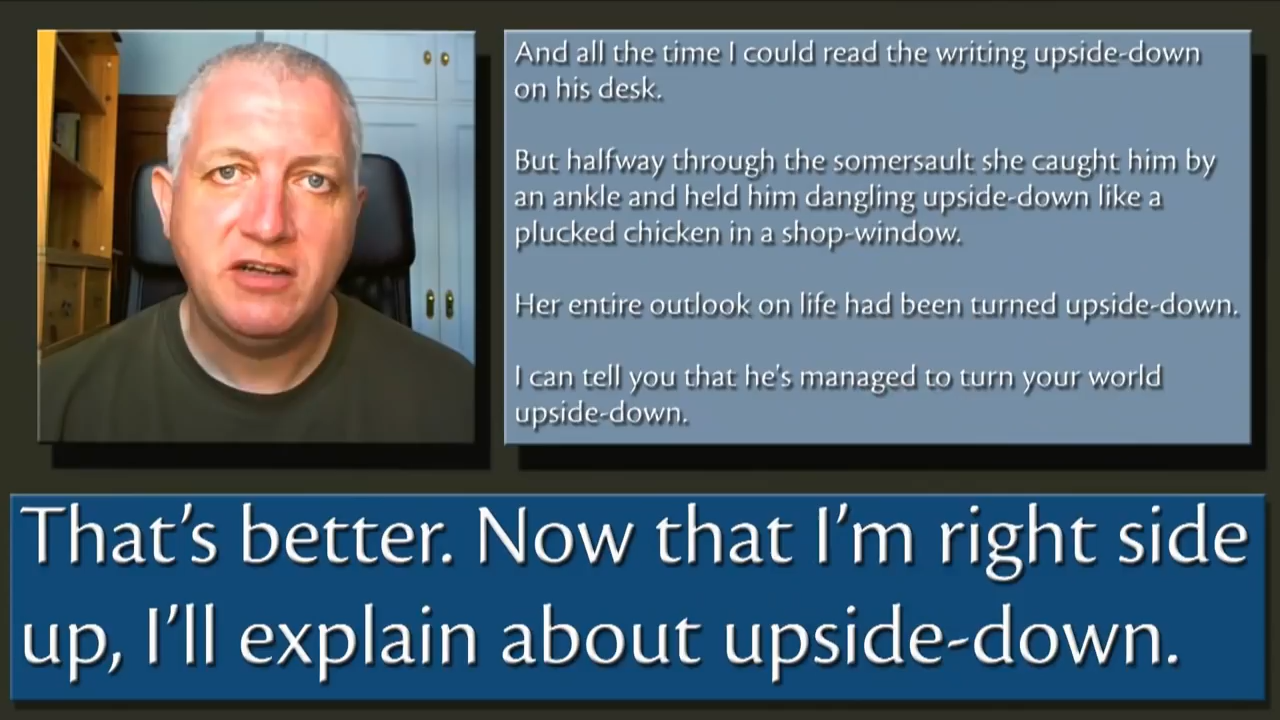 And all the time I could read the writing upside-down
on his desk.
But halfway through the somersault she caught him by
an ankle and held him dangling upside-down like a
plucked chicken in a shop-window.
Her entire outlook on life had been turned upside-down.
I can tell you that he's managed to turn your world
upside-down.
That's better. Now that I'm right side
up, I'll explain about upside-down.